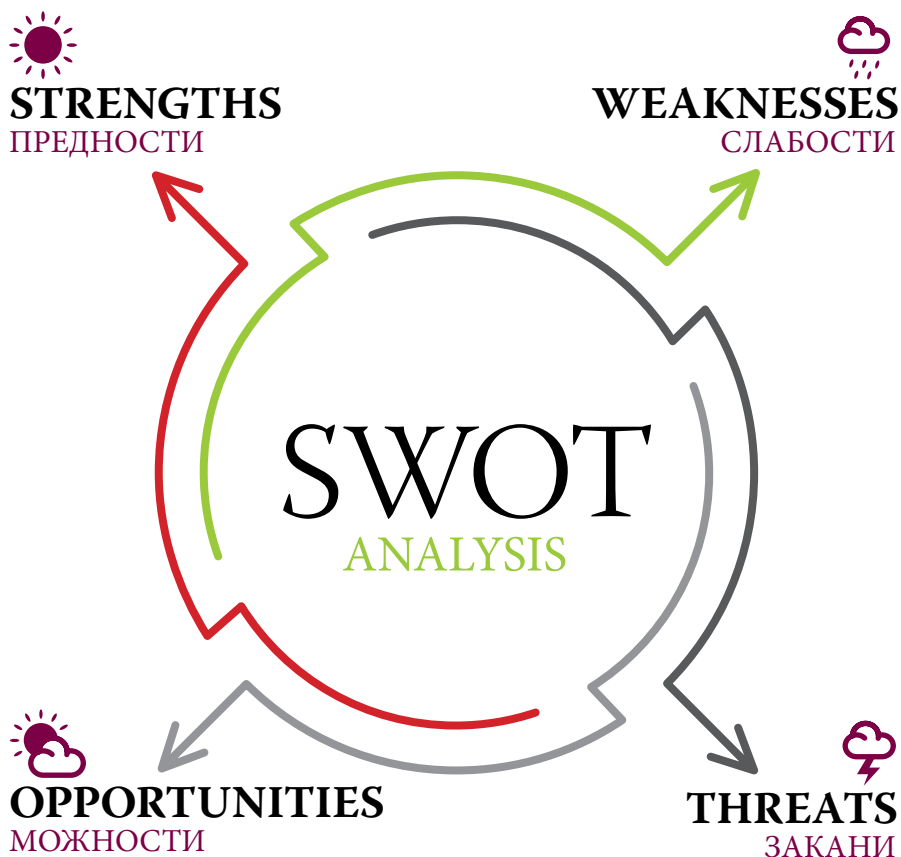 STRENGTHS
ПРЕДНОСТИ
WEAKNESSES
СЛАБОСТИ
SWOT
ANALYSIS
OPPORTUNITIES
МОЖНОСТИ
THREATS
ЗАКАНИ